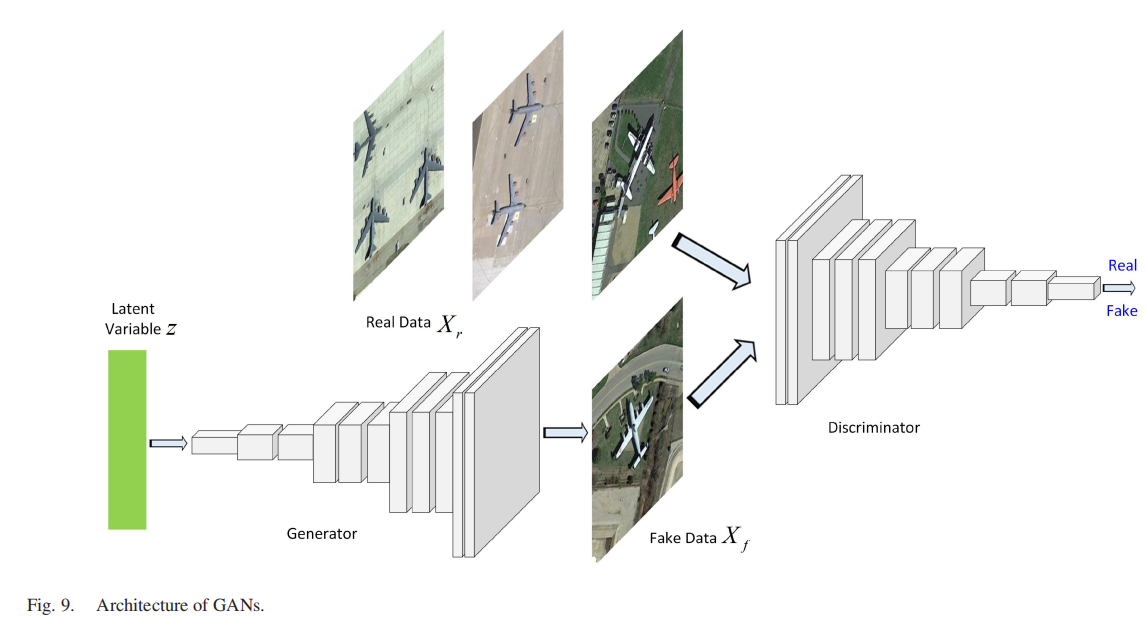 Latent
Variable z
Real Data X_r
Generator
Fake Data X_f
Discriminator
Real
Fake
Fig. 9. Architecture of GANs.